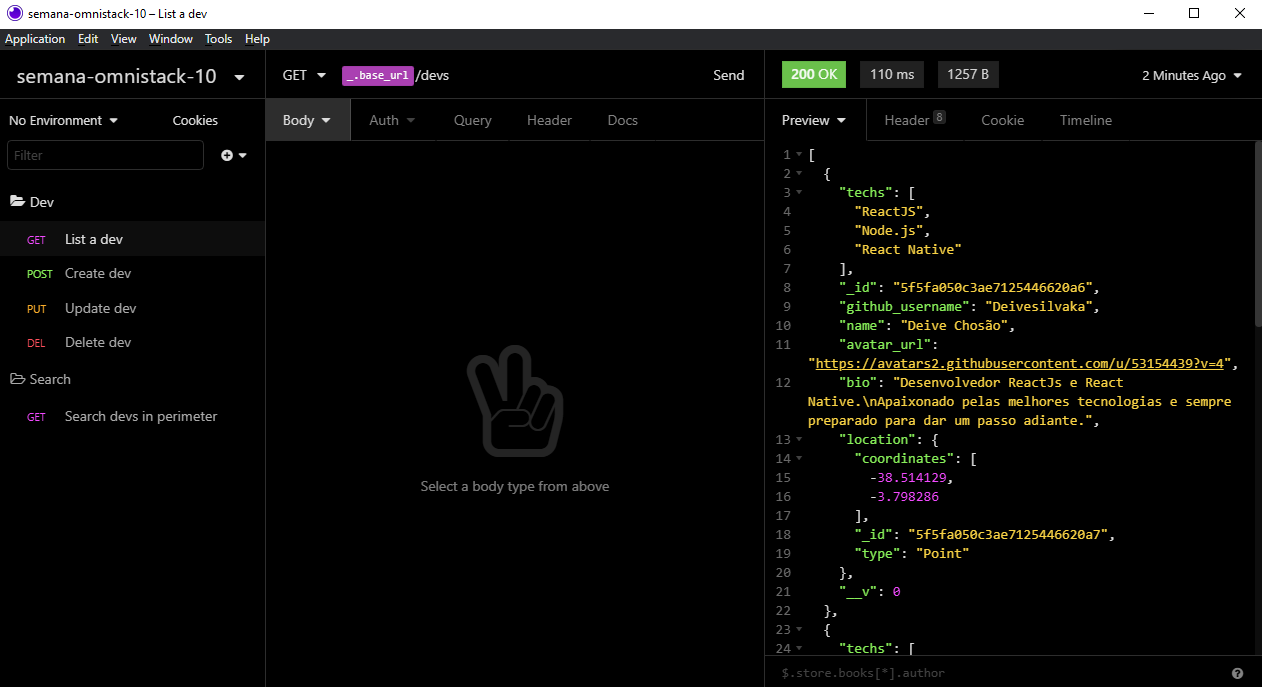 semana-omnistack-10 – List a dev
Application Edit View Window Tools Help
semana-omnistack-10
No Environment Cookies
Filter
Dev
GET List a dev
POST Create dev
PUT Update dev
DEL Delete dev
Search
GET Search devs in perimeter
GET _.base_url/devs Send
Body Auth Query Header Docs
Select a body type from above
200 OK 110 ms 1257 B 2 Minutes Ago
Preview Header 8 Cookie Timeline
1 [
2 {
3 "techs": [
4 "ReactJS",
5 "Node.js",
6 "React Native"
7 ],
8 "_id": "5f5fa050c3ae7125446620a6",
9 "github_username": "Deivesilvaka",
10 "name": "Deive Chosão",
11 "avatar_url":
"https://avatars2.githubusercontent.com/u/53154439?v=4",
12 "bio": "Desenvolvedor ReactJs e React
Native.\nApaixonado pelas melhores tecnologias e sempre
preparado para dar um passo adiante.",
13 "location": {
14 "coordinates": [
15 -38.514129,
16 -3.798286
17 ],
18 "_id": "5f5fa050c3ae7125446620a7",
19 "type": "Point"
20 },
21 "__v": 0
22 },
23 {
24 "techs": [
$.store.books[*].author